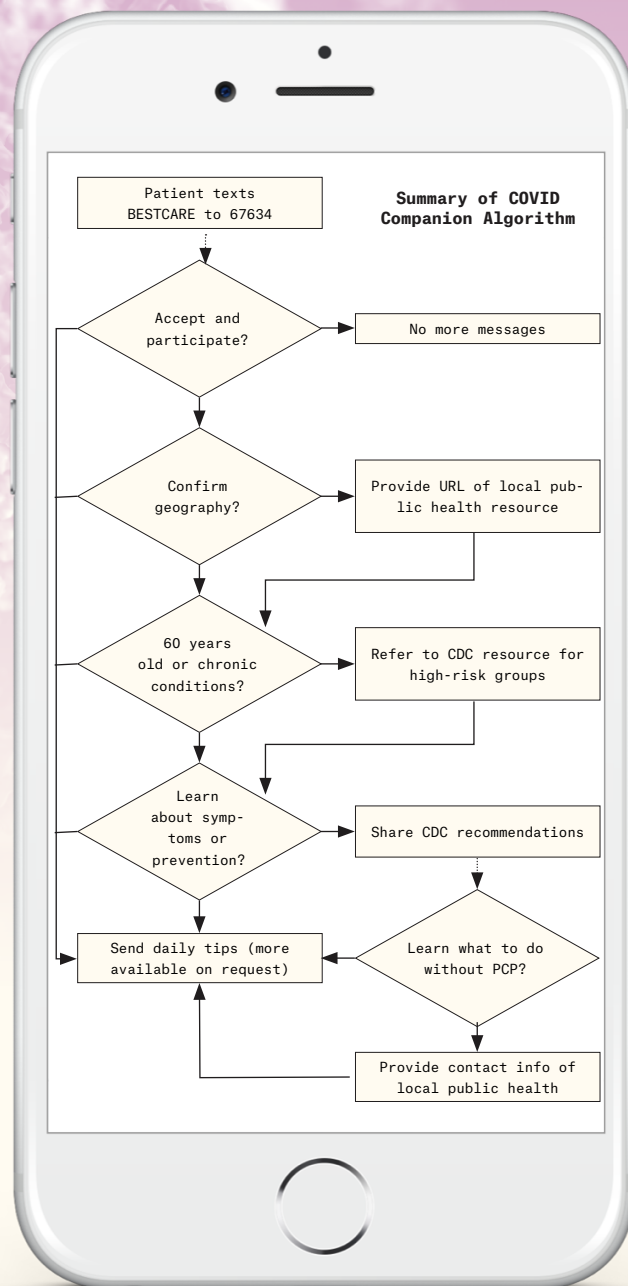 Patient texts
BESTCARE to 67634
Summary of COVID
Companion Algorithm
Accept and
participate?
No more messages
Confirm
geography?
Provide URL of local pub-
lic health resource
60 years
old or chronic
conditions?
Refer to CDC resource for
high-risk groups
Learn
about symp-
toms or
prevention?
Share CDC recommendations
Send daily tips (more
available on request)
Learn what to do
without PCP?
Provide contact info of
local public health